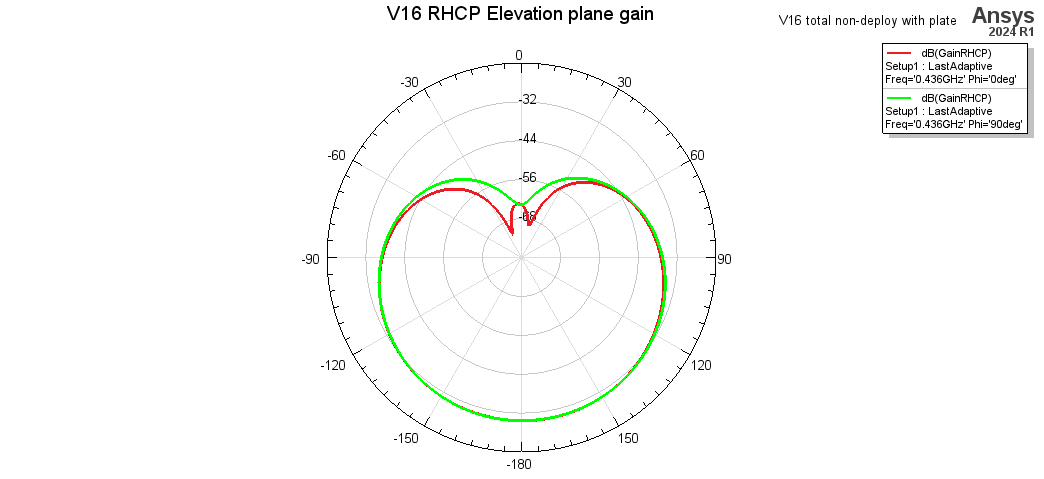 V16 RHCP Elevation plane gain
V16 total non-deploy with plate
Ansys
2024 R1
dB(GainRHCP)
Setup1 : LastAdaptive
Freq='0.436GHz' Phi='0deg'
dB(GainRHCP)
Setup1 : LastAdaptive
Freq='0.436GHz' Phi='90deg'
0
-30
30
-32
-44
-60
60
-56
-68
-90
90
-120
120
-150
150
-180